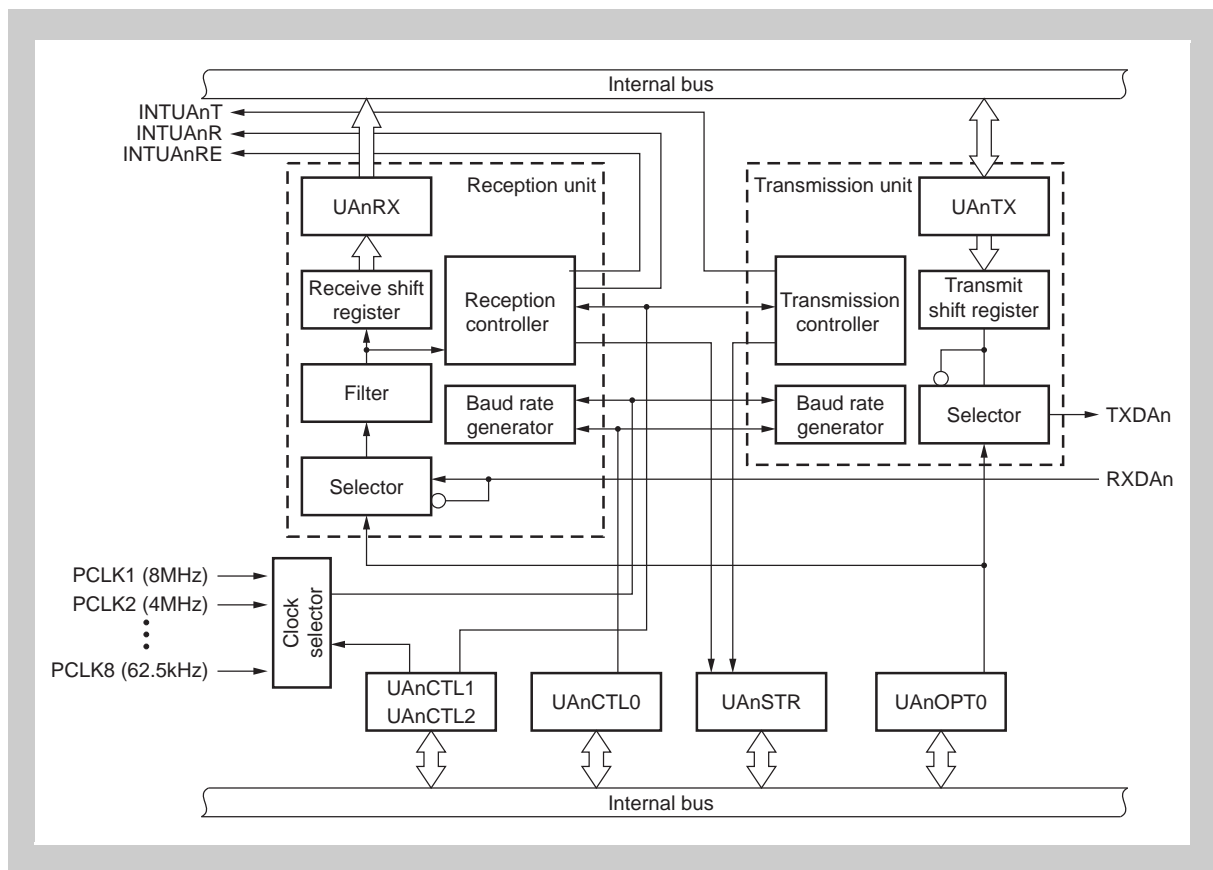 Internal bus
INTUAnT
INTUAnR
INTUAnRE
Reception unit
Transmission unit
UAnRX
UAnTX
Receive shift
register
Reception
controller
Transmission
controller
Transmit
shift register
Filter
Baud rate
generator
Baud rate
generator
Selector
TXDAn
Selector
RXDAn
PCLK1 (8MHz)
PCLK2 (4MHz)
PCLK8 (62.5kHz)
Clock
selector
UAnCTL1
UAnCTL2
UAnCTL0
UAnSTR
UAnOPT0
Internal bus